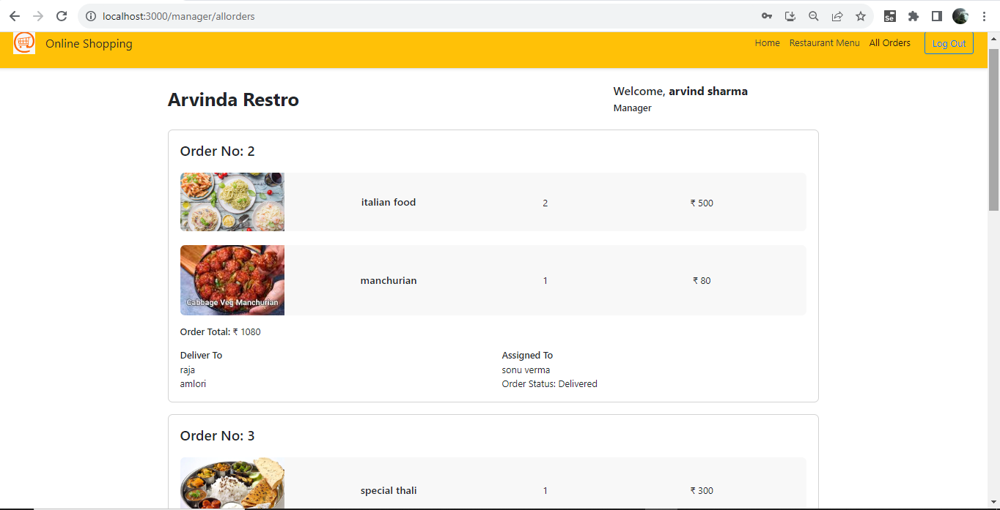 localhost:3000/manager/allorders
Se
Online Shopping
Home Restaurant Menu All Orders Log Out
Arvinda Restro
Welcome, arvind sharma
Manager
Order No: 2
italian food 2 ₹ 500
manchurian 1 ₹ 80
Cabbage Veg Manchurian
Order Total: ₹ 1080
Deliver To
raja
amlori
Assigned To
sonu verma
Order Status: Delivered
Order No: 3
special thali 1 ₹ 300